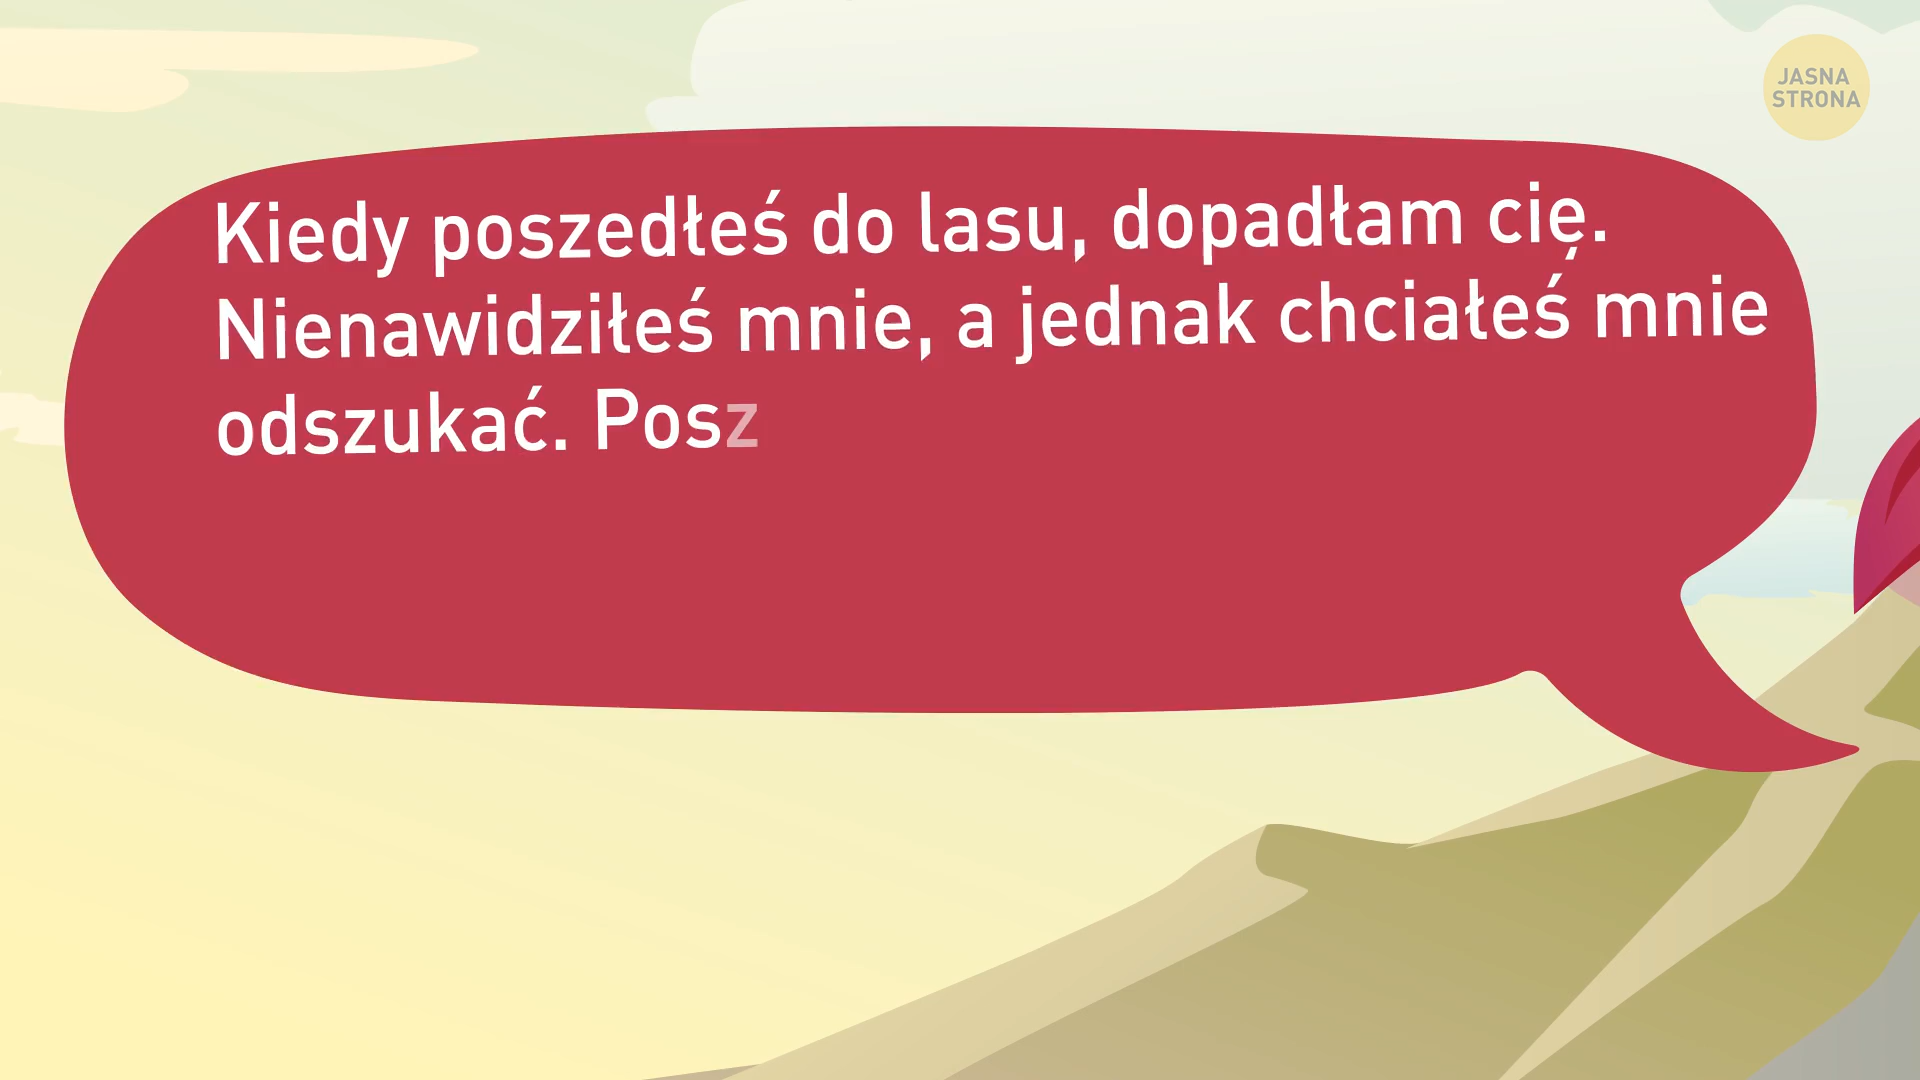 JASNA
STRONA
Kiedy poszedłeś do lasu, dopadłam cię.
Nienawidziłeś mnie, a jednak chciałeś mnie
odszukać. Posz